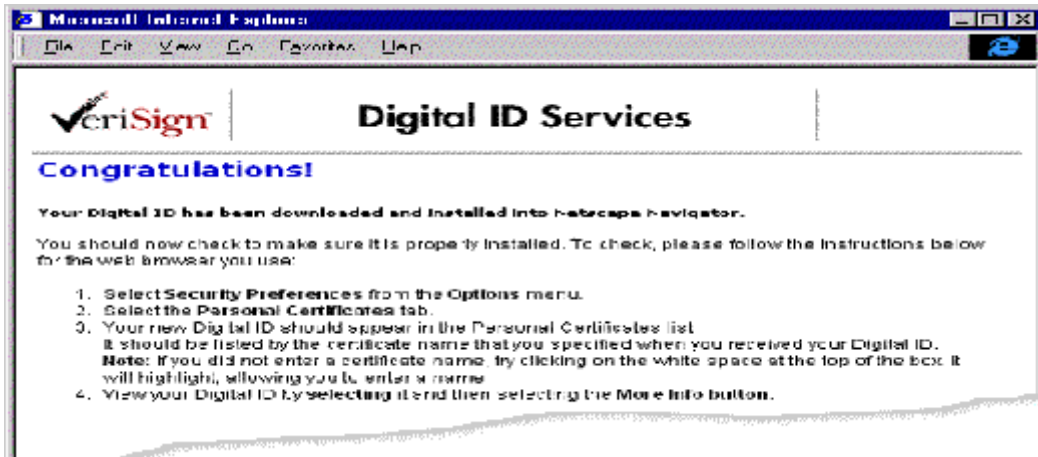 Microsoft Internet Explorer
File Edit View Go Favorites Help
VeriSign
Digital ID Services
Congratulations!
Your Digital ID has been downloaded and installed into Netscape Navigator.
You should now check to make sure it is properly installed. To check, please follow the instructions below
for the web browser you use:
1. Select Security Preferences from the Options menu.
2. Select the Personal Certificates tab.
3. Your new Digital ID should appear in the Personal Certificates list
It should be listed by the certificate name that you specified when you received your Digital ID.
Note: If you did not enter a certificate name, try clicking on the white space at the top of the box. It
will highlight, allowing you to enter a name
4. View your Digital ID by selecting it and then selecting the More Info button.